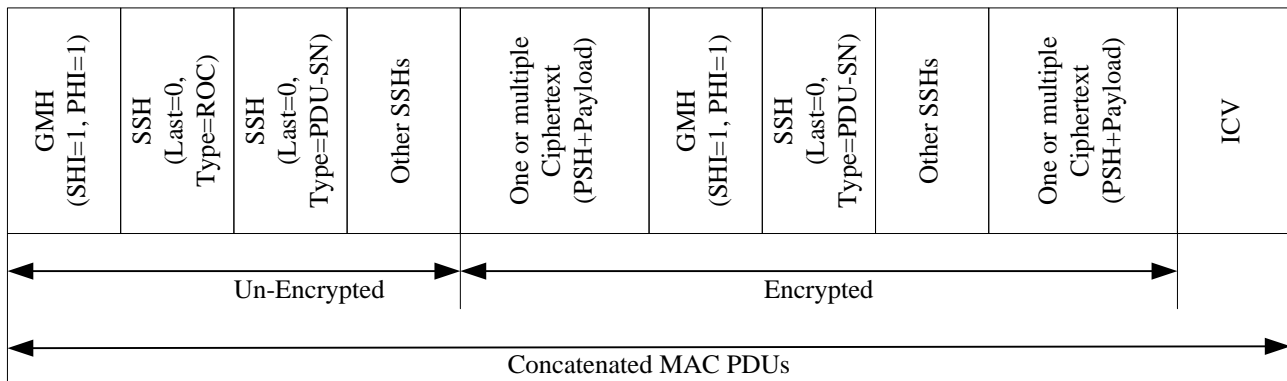 GMH
(SHI=1, PHI=1)
SSH
(Last=0,
Type=ROC)
SSH
(Last=0,
Type=PDU-SN)
Other SSHs
One or multiple
Ciphertext
(PSH+Payload)
GMH
(SHI=1, PHI=1)
SSH
(Last=0,
Type=PDU-SN)
Other SSHs
One or multiple
Ciphertext
(PSH+Payload)
ICV
Un-Encrypted
Encrypted
Concatenated MAC PDUs